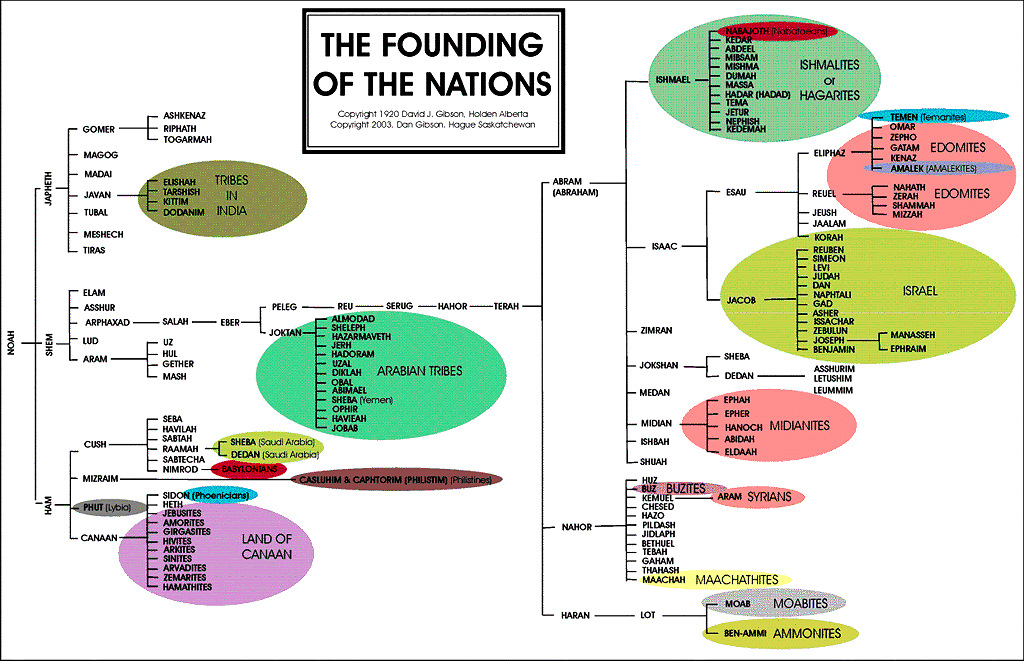 THE FOUNDING
OF THE NATIONS
Copyright 1920 David J. Gibson, Holden Alberta
Copyright 2003. Dan Gibson. Hague Saskatchewan
NOAH
JAPHETH
GOMER
ASHKENAZ
RIPHATH
TOGARMAH
MAGOG
MADAI
JAVAN
ELISHAH
TARSHISH
KITTIM
DODANIM
TRIBES
IN
INDIA
TUBAL
MESHECH
TIRAS
SHEM
ELAM
ASSHUR
ARPHAXAD
SALAH
EBER
PELEG
REU
SERUG
HAHOR
TERAH
JOKTAN
ALMODAD
SHELEPH
HAZARMAVETH
JERH
HADORAM
UZAL
DIKLAH
OBAL
ABIMAEL
SHEBA (Yemen)
OPHIR
HAVIEAH
JOBAB
ARABIAN TRIBES
LUD
ARAM
UZ
HUL
GETHER
MASH
HAM
CUSH
SEBA
HAVILAH
SABTAH
RAAMAH
SHEBA (Saudi Arabia)
DEDAN (Saudi Arabia)
SABTECHA
NIMROD
BABYLONIANS
MIZRAIM
CASLUHIM & CAPHTORIM (PHILISTIM) (Philistines)
PHUT (Lybia)
CANAAN
SIDON (Phoenicians)
HETH
JEBUSITES
AMORITES
GIRGASITES
HIVITES
ARKITES
SINITES
ARVADITES
ZEMARITES
HAMATHITES
LAND OF
CANAAN
ABRAM
(ABRAHAM)
ISHMAEL
NABAJOTH (Nabataeans)
KEDAR
ABDEEL
MIBSAM
MISHMA
DUMAH
MASSA
HADAR (HADAD)
TEMA
JETUR
NEPHISH
KEDEMAH
ISHMALITES
or
HAGARITES
ISAAC
ESAU
ELIPHAZ
TEMEN (Temanites)
OMAR
ZEPHO
GATAM
KENAZ
AMALEK (AMALEKITES)
EDOMITES
REUEL
NAHATH
ZERAH
SHAMMAH
MIZZAH
EDOMITES
JEUSH
JAALAM
KORAH
JACOB
REUBEN
SIMEON
LEVI
JUDAH
DAN
NAPHTALI
GAD
ASHER
ISSACHAR
ZEBULUN
JOSEPH
BENJAMIN
MANASSEH
EPHRAIM
ISRAEL
ZIMRAN
JOKSHAN
SHEBA
DEDAN
ASSHURIM
LETUSHIM
LEUMMIM
MEDAN
MIDIAN
EPHAH
EPHER
HANOCH
ABIDAH
ELDAAH
MIDIANITES
ISHBAH
SHUAH
NAHOR
HUZ
BUZ
BUZITES
KEMUEL
ARAM
SYRIANS
CHESED
HAZO
PILDASH
JIDLAPH
BETHUEL
TEBAH
GAHAM
THAHASH
MAACHAH
MAACHATHITES
HARAN
LOT
MOAB
MOABITES
BEN-AMMI
AMMONITES